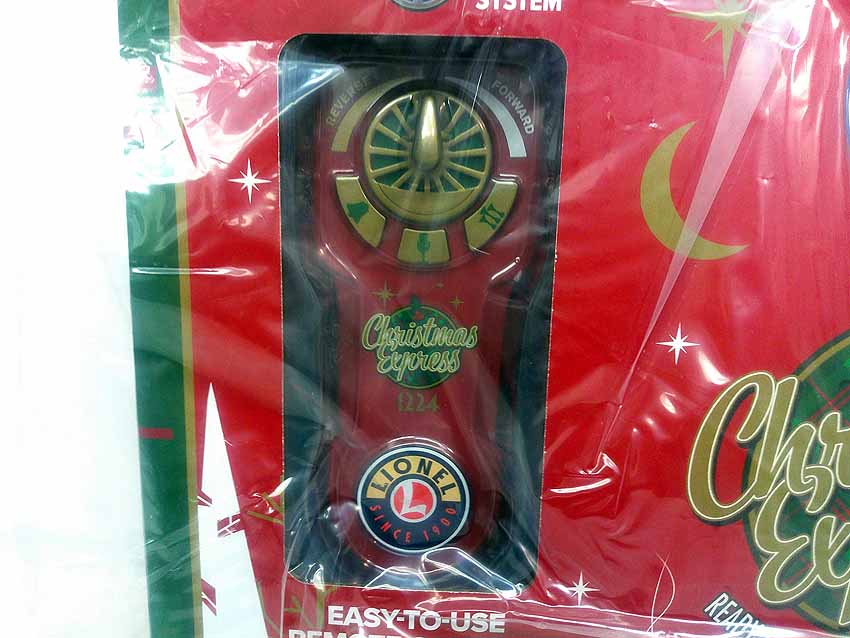 SYSTEM
REVERSE
FORWARD
Christmas
Express
1224
LIONEL
L
SINCE 1900
EASY-TO-USE